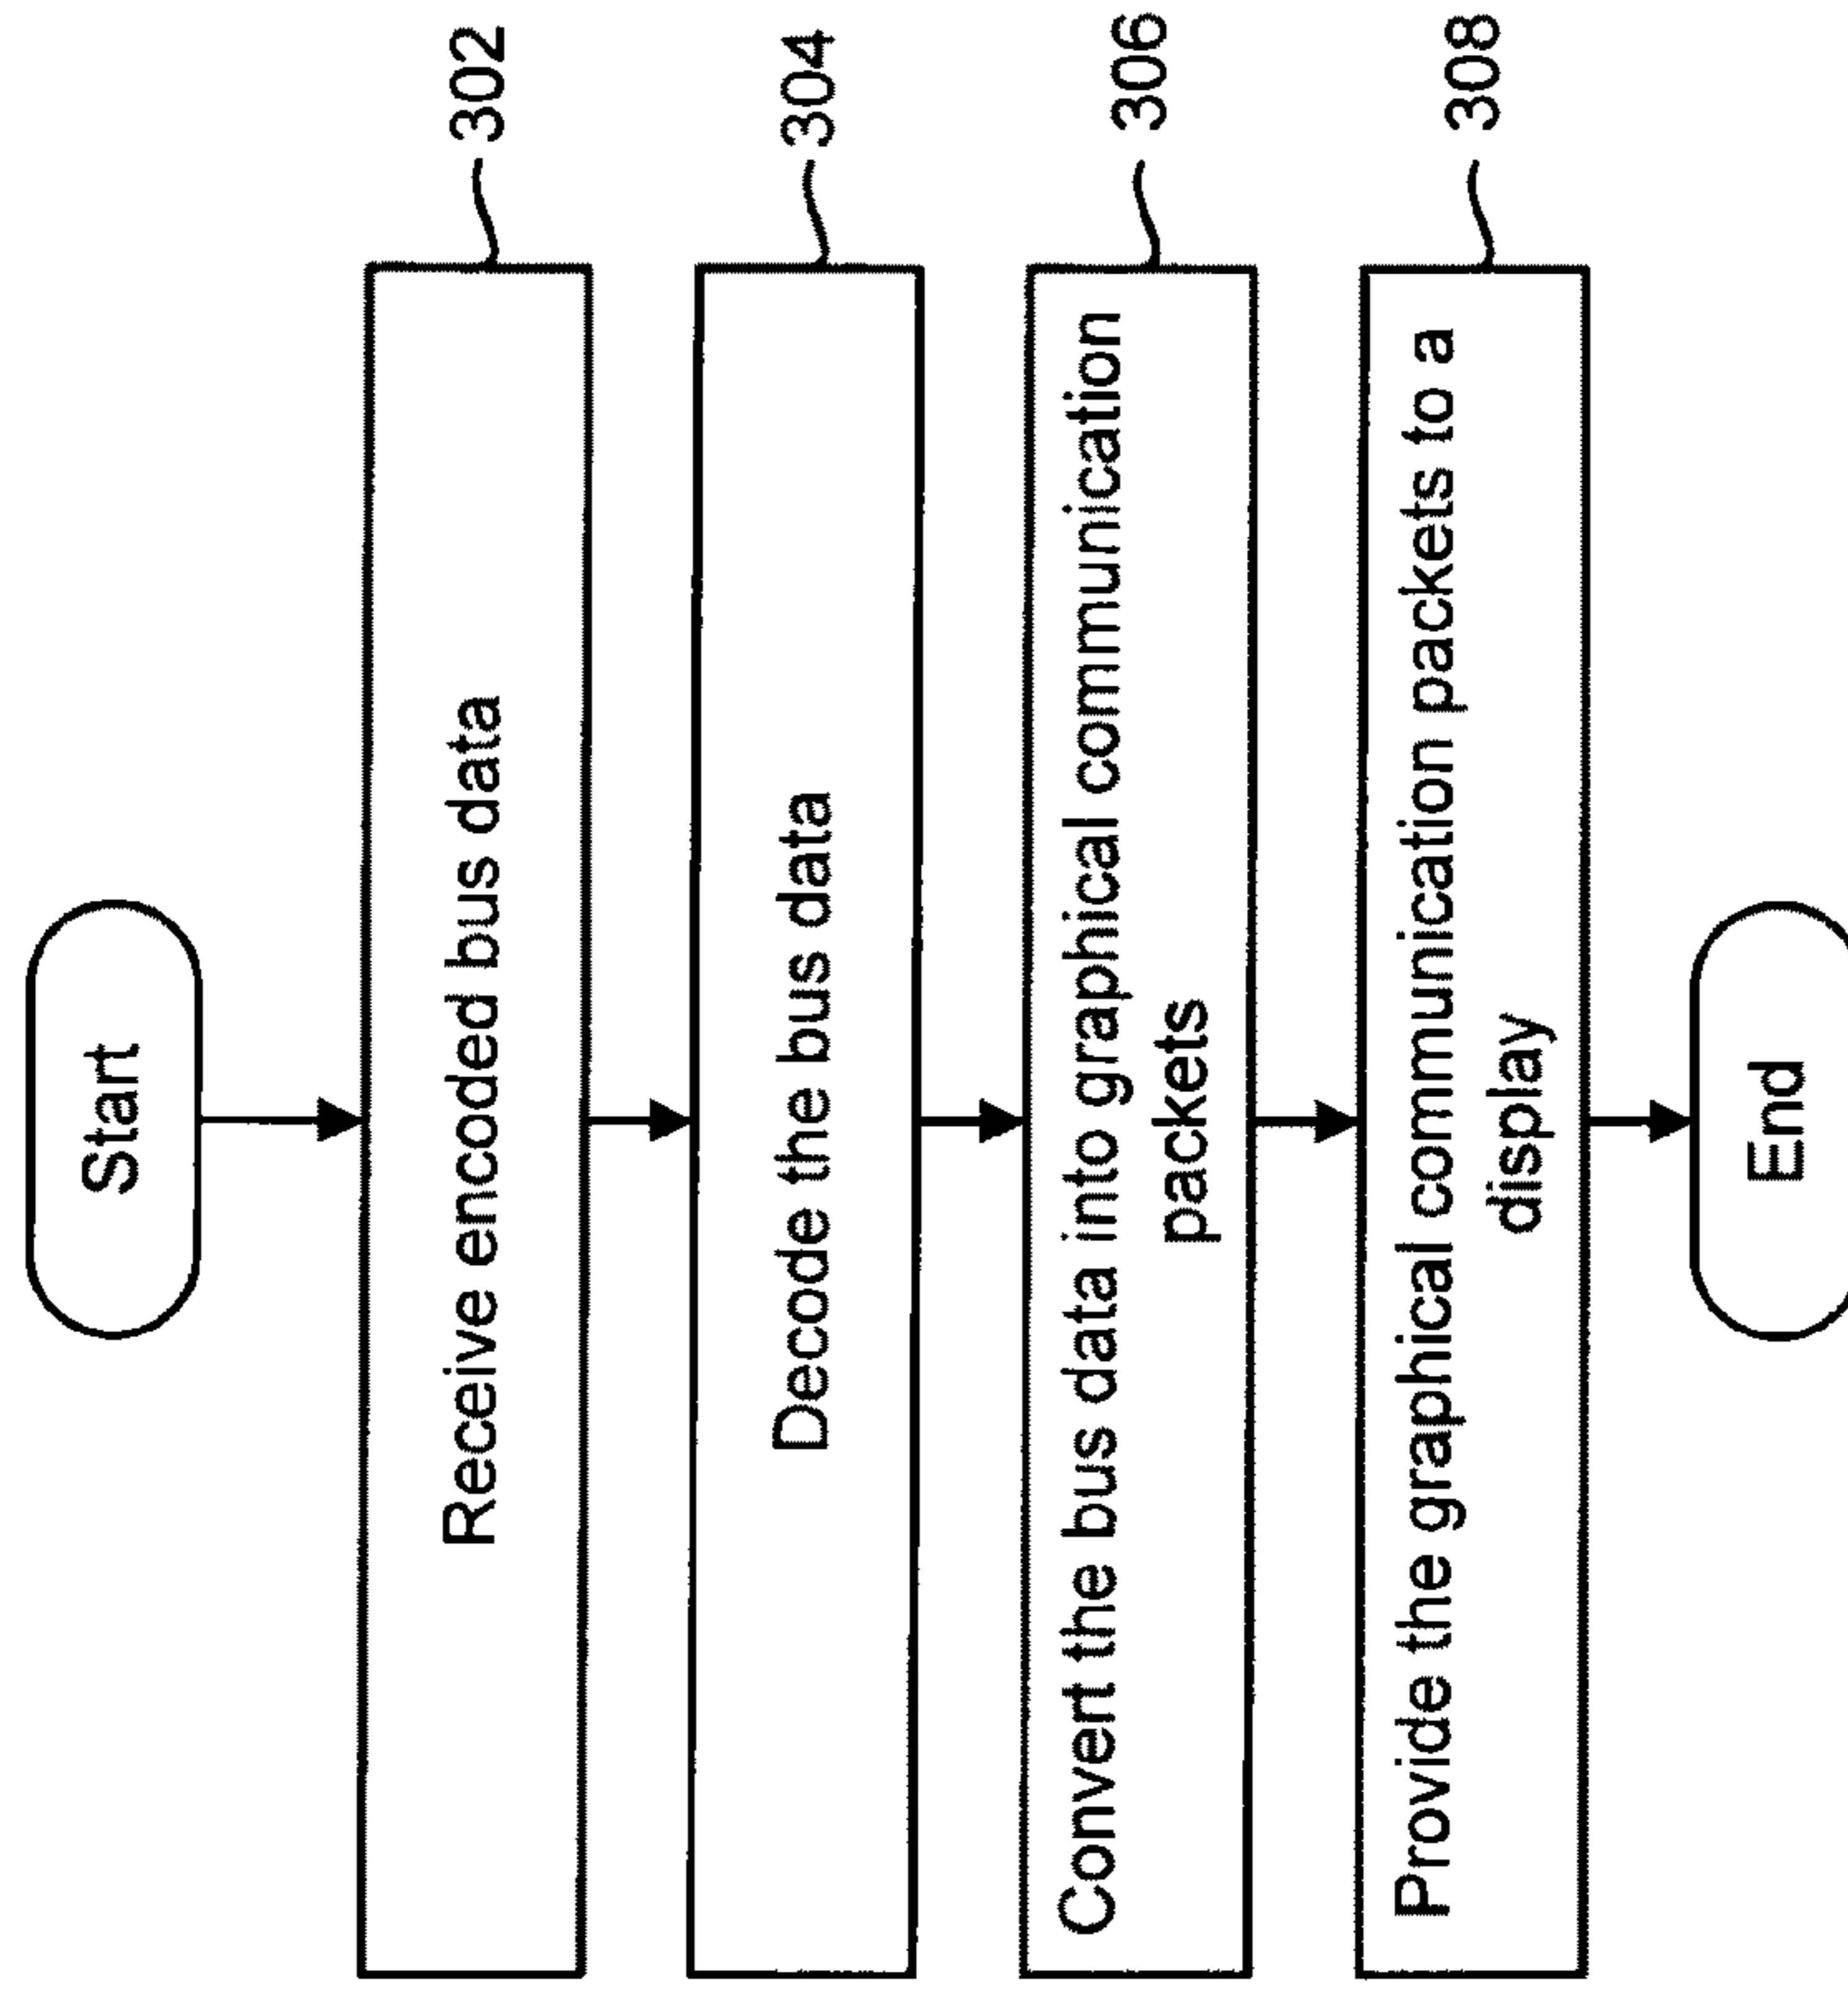 Start
Receive encoded bus data
302
Decode the bus data
304
Convert the bus data into graphical communication
packets
306
Provide the graphical communication packets to a
display
308
End